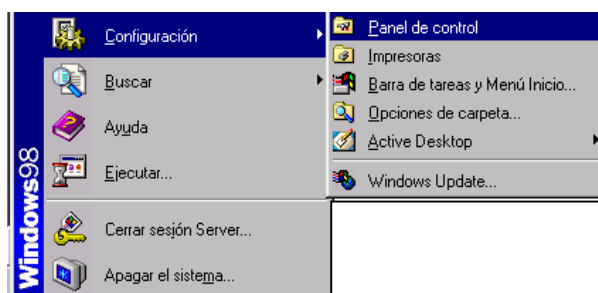 Configuración
Buscar
Ayuda
Ejecutar...
Cerrar sesión Server...
Apagar el sistema...
Windows98
Panel de control
Impresoras
Barra de tareas y Menú Inicio...
Opciones de carpeta...
Active Desktop
Windows Update...